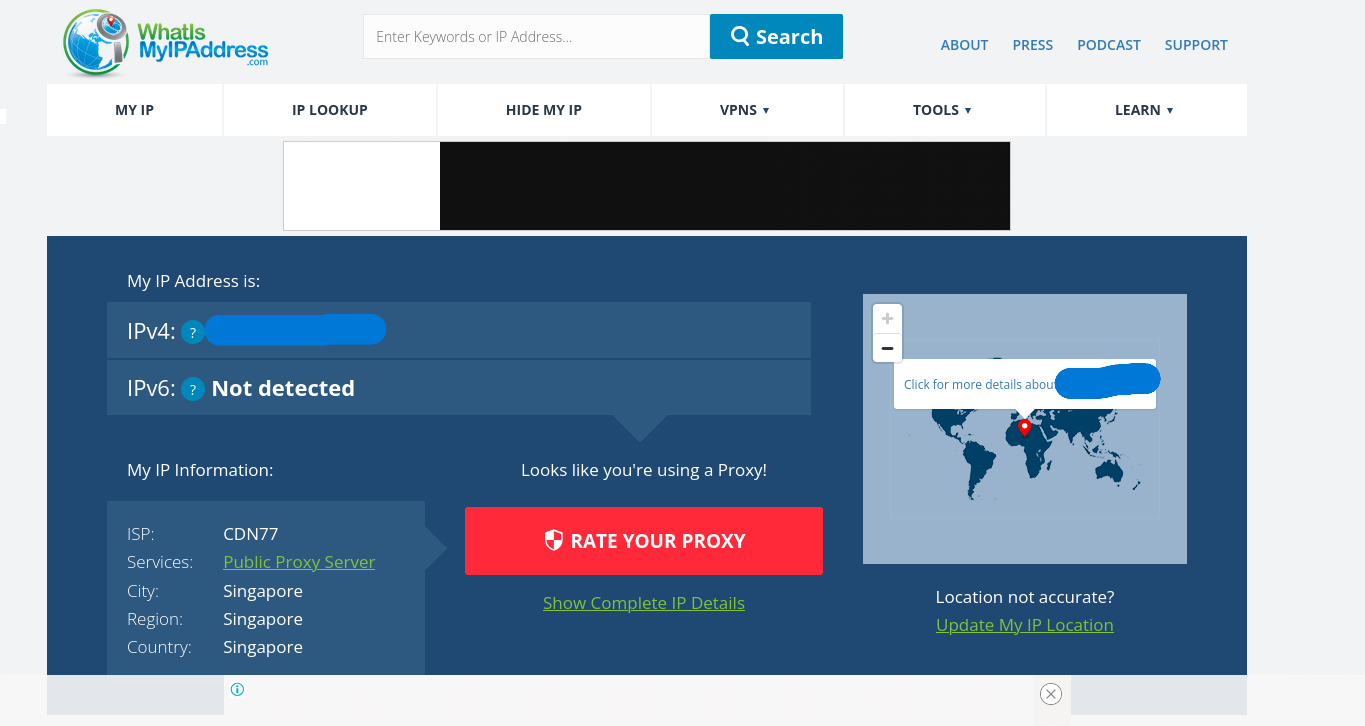 WhatIs
MyIPAddress
.com
Enter Keywords or IP Address...
Search
ABOUT
PRESS
PODCAST
SUPPORT
MY IP
IP LOOKUP
HIDE MY IP
VPNS ▼
TOOLS ▼
LEARN ▼
My IP Address is:
IPv4: ?
IPv6: ? Not detected
+
−
Click for more details about
My IP Information:
ISP: CDN77
Services: Public Proxy Server
City: Singapore
Region: Singapore
Country: Singapore
Looks like you're using a Proxy!
RATE YOUR PROXY
Show Complete IP Details
Location not accurate?
Update My IP Location